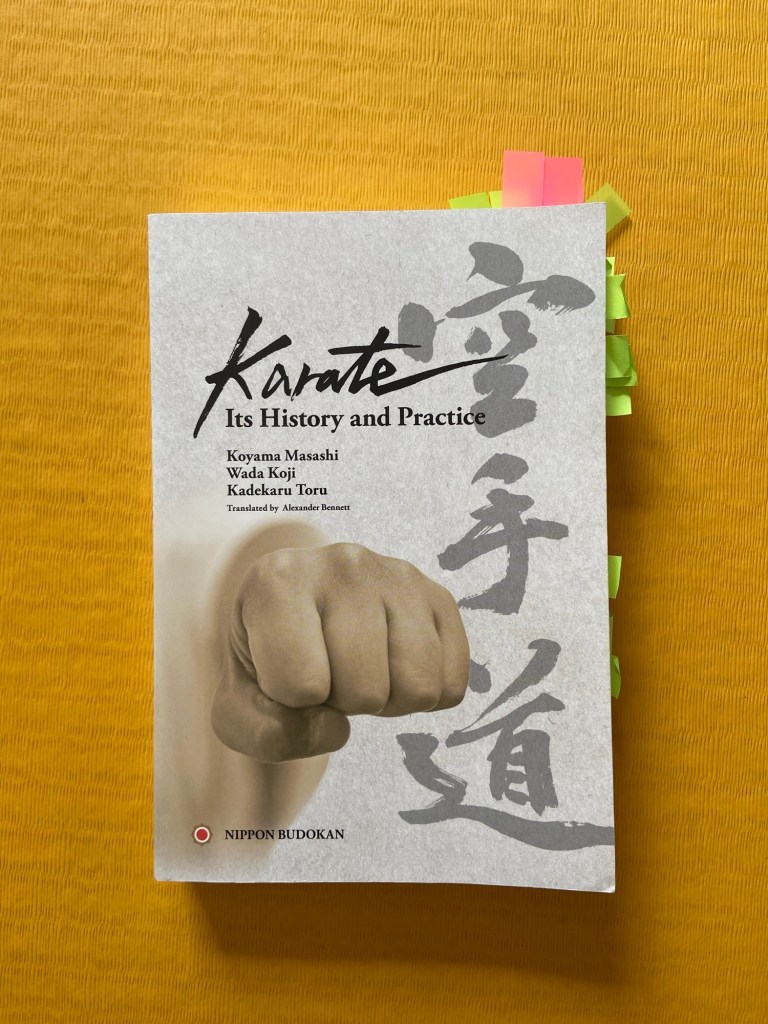 Karate
Its History and Practice
Koyama Masashi
Wada Koji
Kadekaru Toru
Translated by Alexander Bennett
空手道
NIPPON BUDOKAN